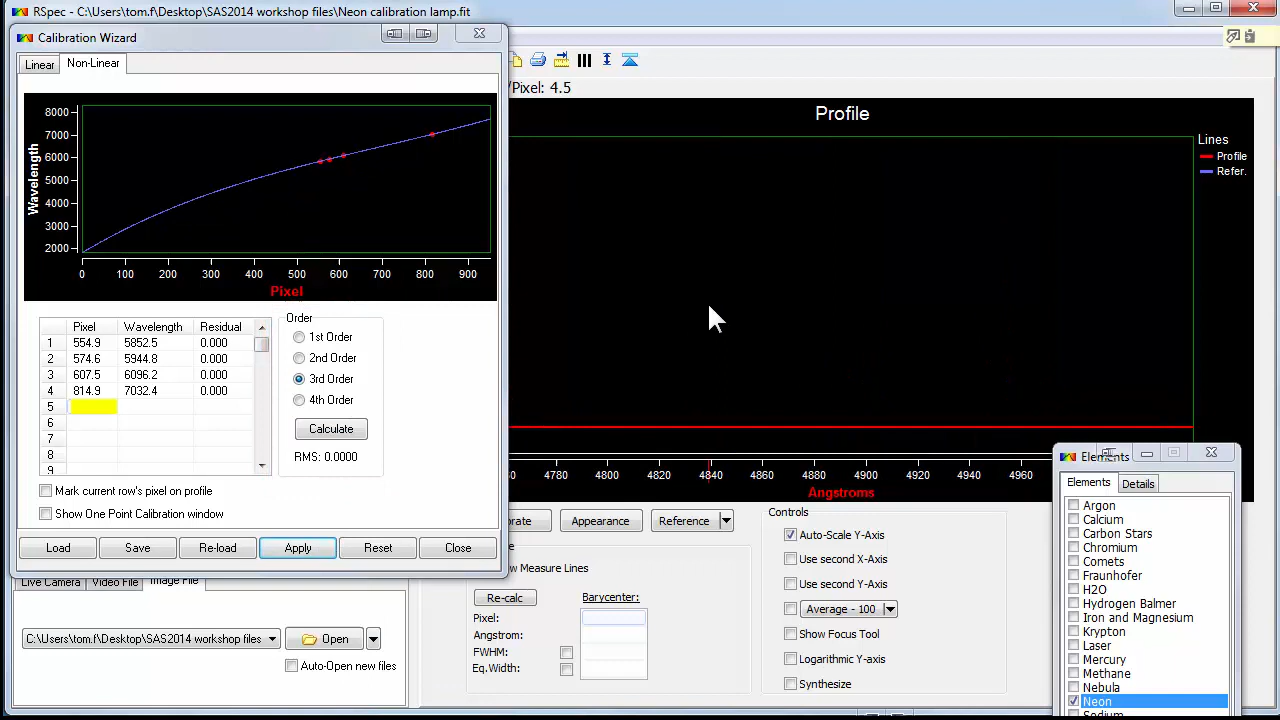 RSpec - C:\Users\tom.f\Desktop\SAS2014 workshop files\Neon calibration lamp.fit
Calibration Wizard
Linear
Non-Linear
/Pixel: 4.5
Profile
Lines
Profile
Refer.
8000
7000
6000
5000
4000
3000
2000
Wavelength
0 100 200 300 400 500 600 700 800 900
Pixel
Pixel Wavelength Residual
1 554.9 5852.5 0.000
2 574.6 5944.8 0.000
3 607.5 6096.2 0.000
4 814.9 7032.4 0.000
5
6
7
8
9
Order
1st Order
2nd Order
3rd Order
4th Order
Calculate
RMS: 0.0000
Mark current row's pixel on profile
Show One Point Calibration window
Load Save Re-load Apply Reset Close
4780 4800 4820 4840 4860 4880 4900 4920 4940 4960
Angstroms
Appearance
Reference
Measure Lines
Re-calc
Barycenter:
Pixel:
Angstrom:
FWHM:
Eq.Width:
Controls
Auto-Scale Y-Axis
Use second X-Axis
Use second Y-Axis
Average - 100
Show Focus Tool
Logarithmic Y-axis
Synthesize
Live Camera
Video File
Image File
C:\Users\tom.f\Desktop\SAS2014 workshop files
Open
Auto-Open new files
Elements
Elements
Details
Argon
Calcium
Carbon Stars
Chromium
Comets
Fraunhofer
H2O
Hydrogen Balmer
Iron and Magnesium
Krypton
Laser
Mercury
Methane
Nebula
Neon
Sodium